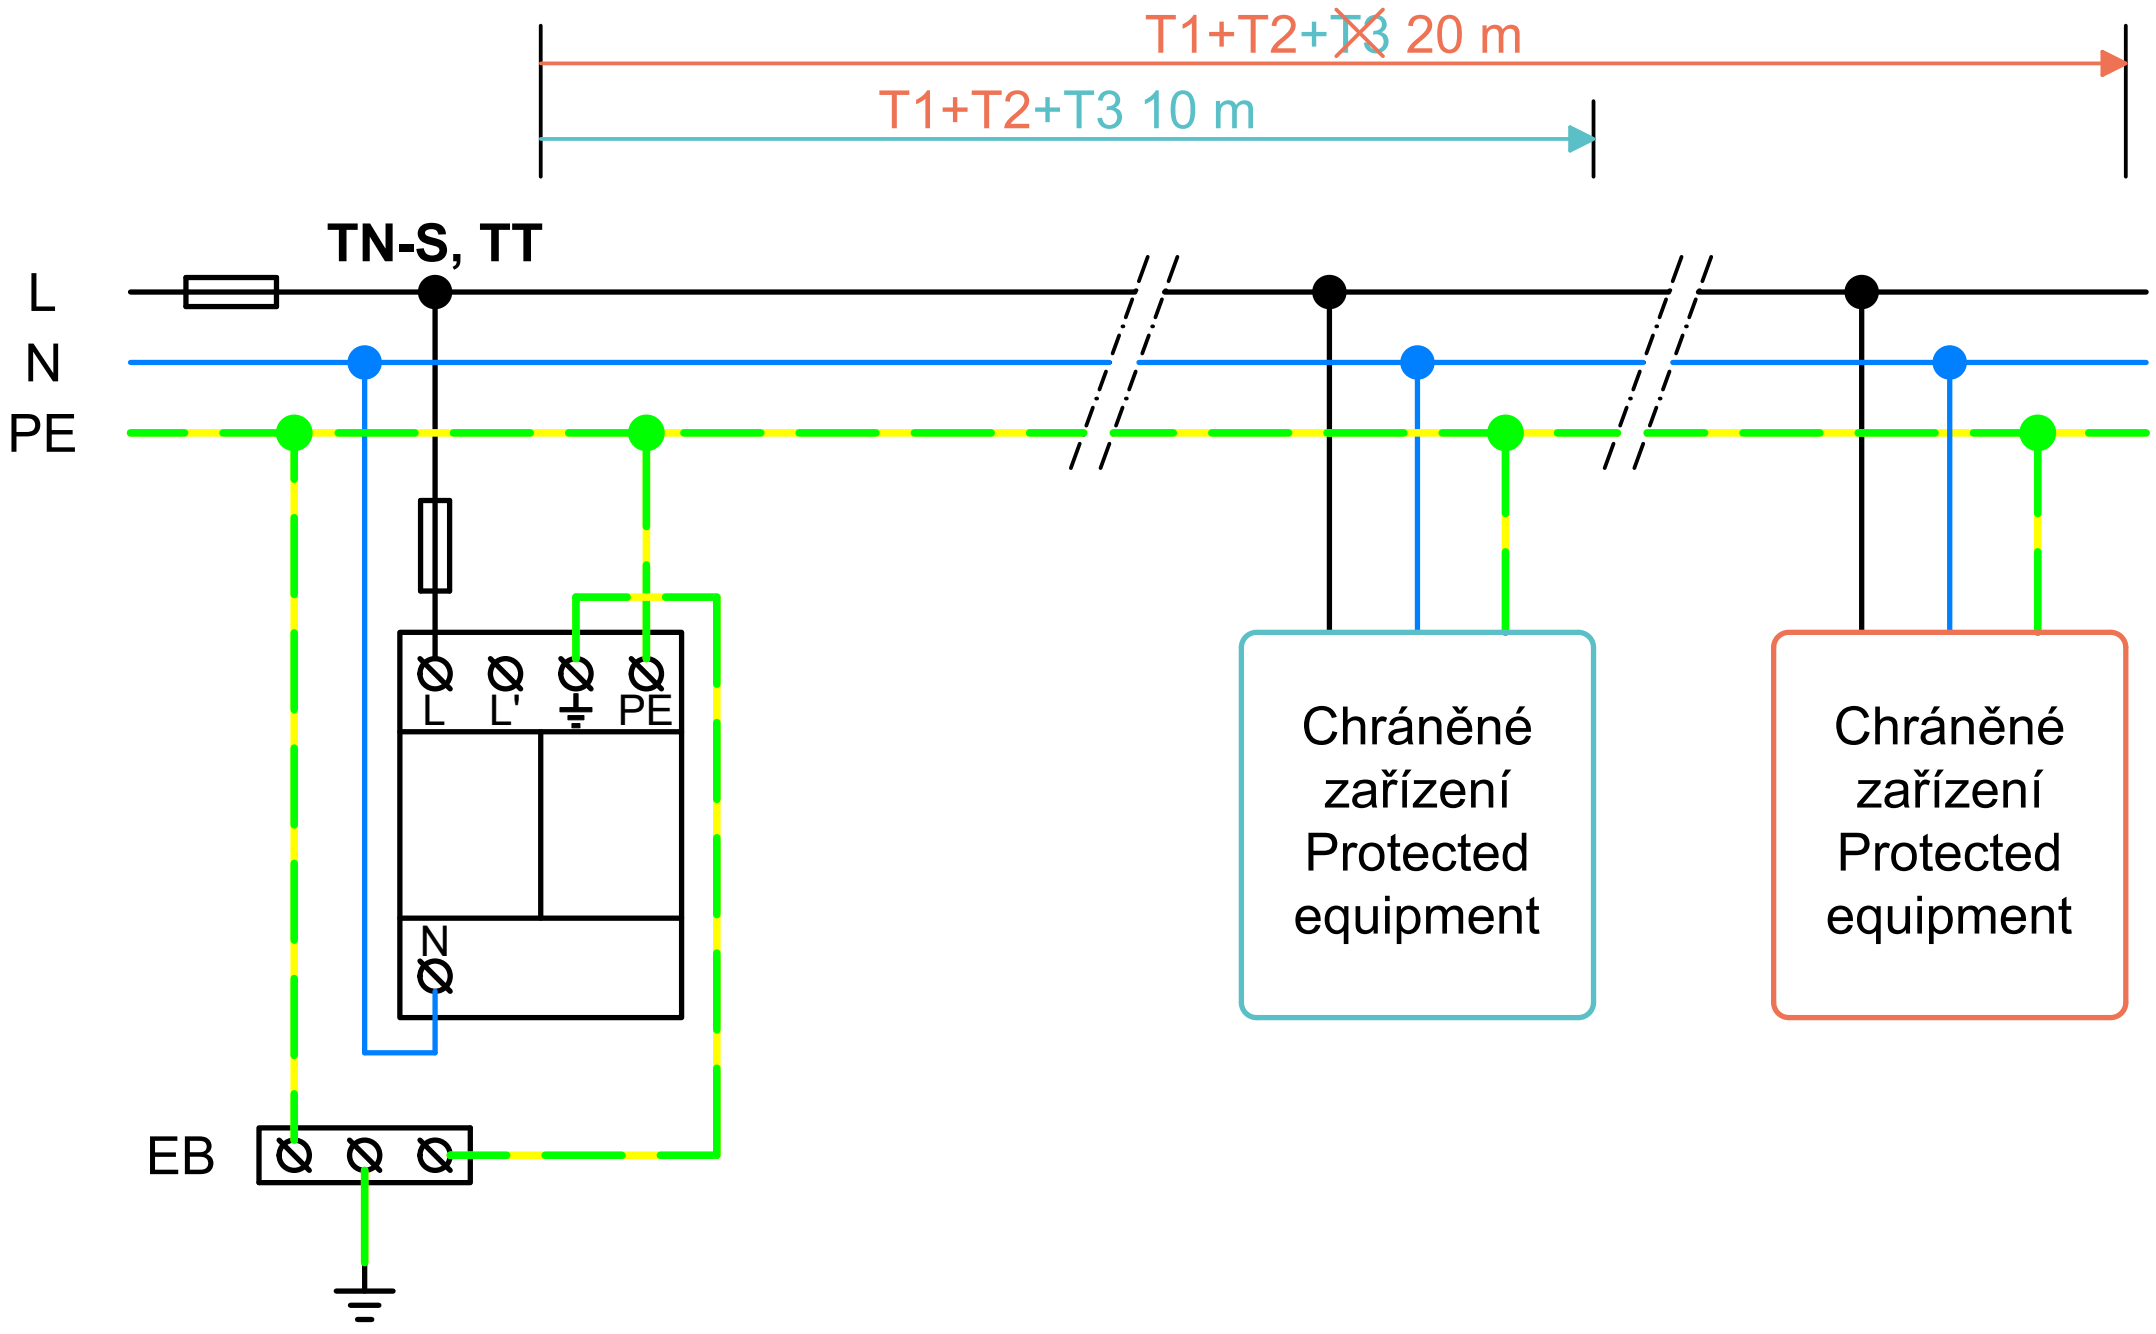 T1+T2+T3 20 m
T1+T2+T3 10 m
TN-S, TT
L
N
PE
L L' PE
N
Chráněné
zařízení
Protected
equipment
Chráněné
zařízení
Protected
equipment
EB